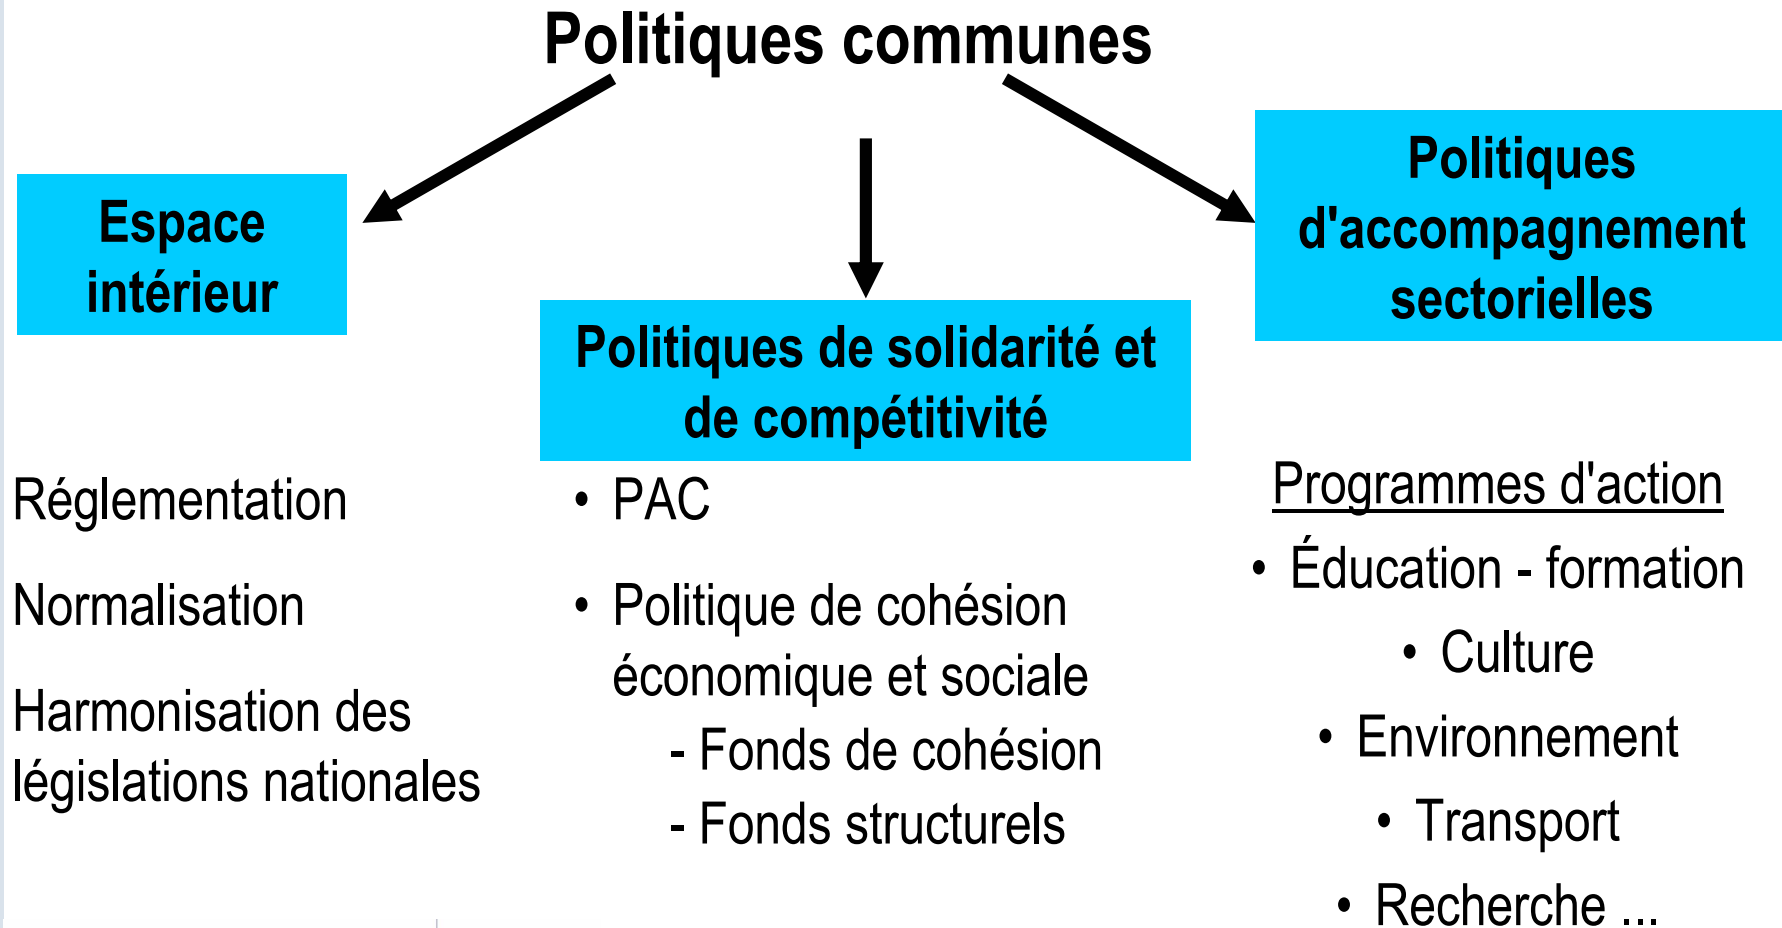 Politiques communes
Espace
intérieur
Réglementation
Normalisation
Harmonisation des
législations nationales
Politiques de solidarité et
de compétitivité
• PAC
• Politique de cohésion
économique et sociale
- Fonds de cohésion
- Fonds structurels
Politiques
d'accompagnement
sectorielles
Programmes d'action
• Éducation - formation
• Culture
• Environnement
• Transport
• Recherche ...